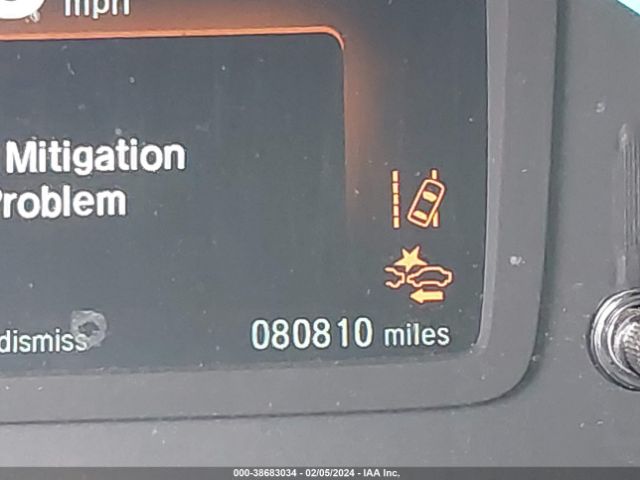 mph
Mitigation
Problem
dismiss
080810 miles
000-38683034 - 02/05/2024 - IAA Inc.